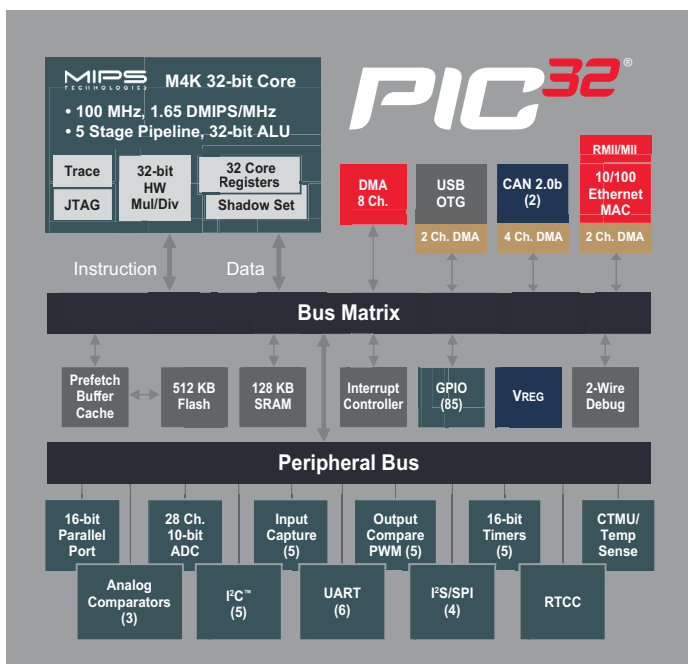 MIPS
TECHNOLOGIES
M4K 32-bit Core
• 100 MHz, 1.65 DMIPS/MHz
• 5 Stage Pipeline, 32-bit ALU
Trace
JTAG
32-bit
HW
Mul/Div
32 Core
Registers
Shadow Set
PIC32®
DMA
8 Ch.
USB
OTG
2 Ch. DMA
CAN 2.0b
(2)
4 Ch. DMA
RMII/MII
10/100
Ethernet
MAC
2 Ch. DMA
Instruction
Data
Bus Matrix
Prefetch
Buffer
Cache
512 KB
Flash
128 KB
SRAM
Interrupt
Controller
GPIO
(85)
VREG
2-Wire
Debug
Peripheral Bus
16-bit
Parallel
Port
28 Ch.
10-bit
ADC
Input
Capture
(5)
Output
Compare
PWM (5)
16-bit
Timers
(5)
CTMU/
Temp
Sense
Analog
Comparators
(3)
I²C™
(5)
UART
(6)
I²S/SPI
(4)
RTCC